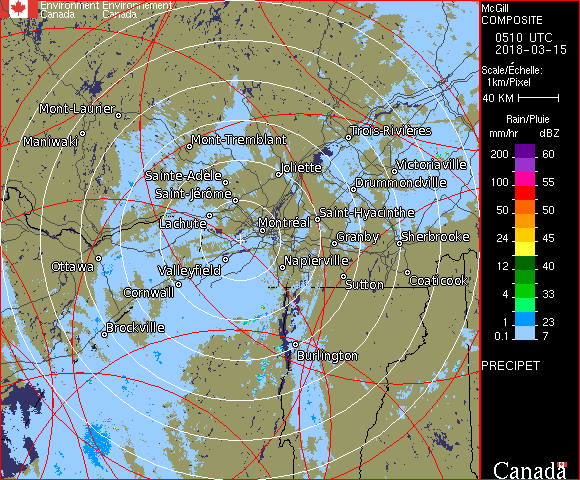 Environment Environnement
Canada Canada
McGill
COMPOSITE
0510 UTC
2018-03-15
Scale/Échelle:
1km/Pixel
40 KM
Rain/Pluie
mm/hr dBZ
200 60
100 55
50 50
24 45
12 40
4 33
1 23
0.1 7
PRECIPET
Canada
Mont-Laurier
Maniwaki
Mont-Tremblant
Trois-Rivières
Sainte-Adèle
Joliette
Victoriaville
Saint-Jérôme
Drummondville
Lachute
Montréal
Saint-Hyacinthe
Granby
Sherbrooke
Ottawa
Valleyfield
Napierville
Cornwall
Sutton
Coaticook
Brockville
Burlington